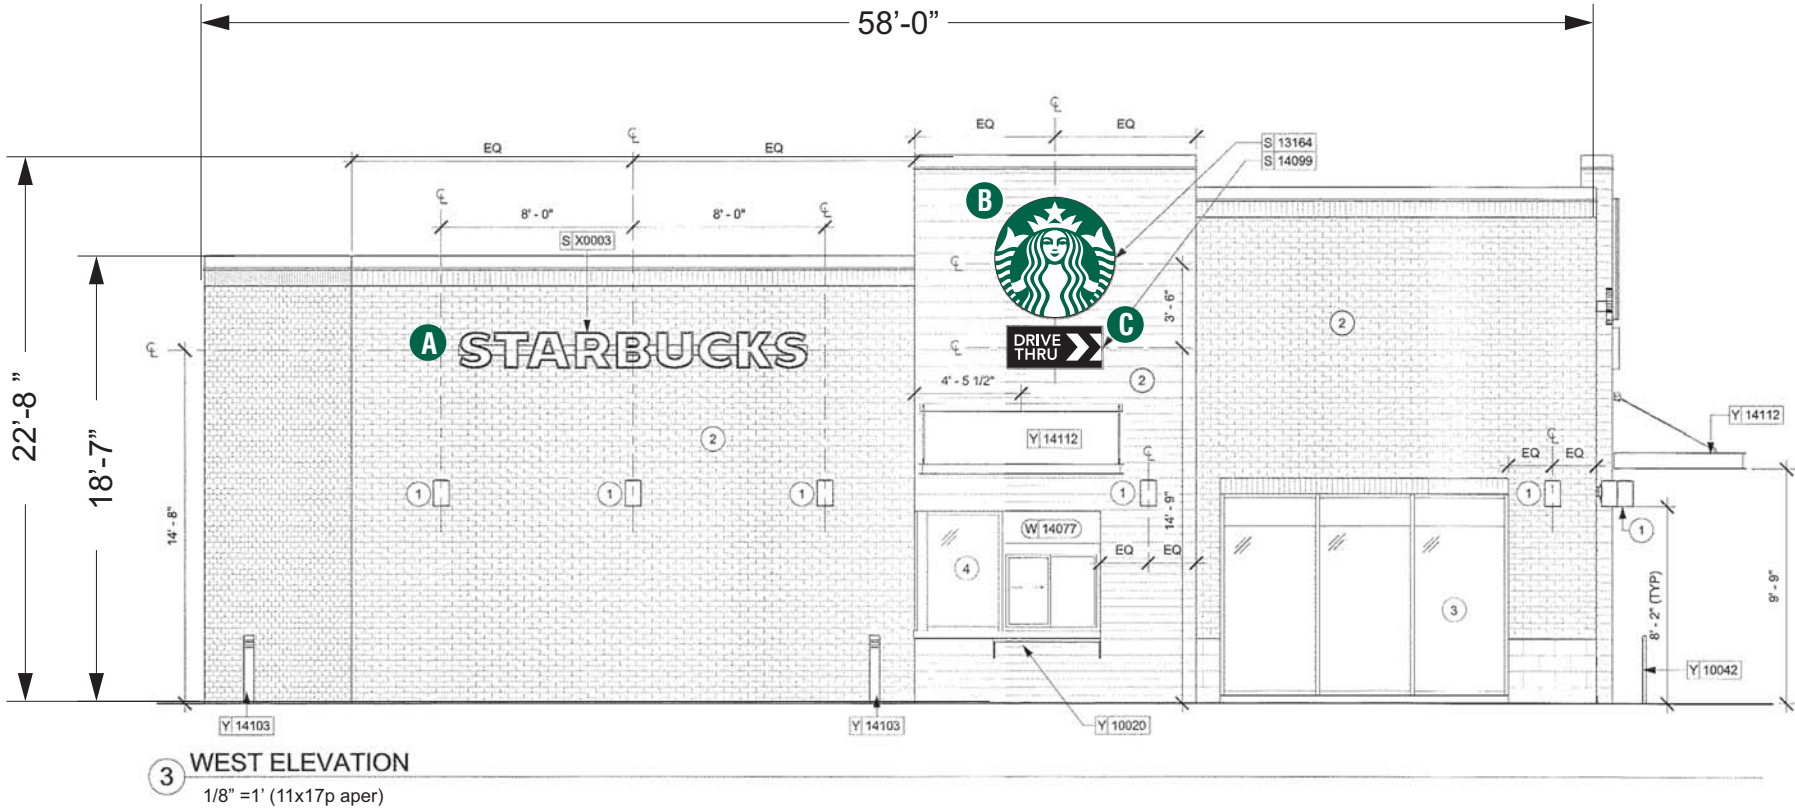 58'-0”
EQ EQ
℄
S 13164
S 14099
℄
EQ EQ
B
℄ ℄
8' - 0" 8' - 0"
S X0003
℄
3' - 6"
C
A STARBUCKS
DRIVE
THRU
℄ ℄
2
22’-8 ”
18’-7”
14' - 8"
4' - 5 1/2"
2
2
Y 14112
Y 14112
℄ ℄
EQ EQ
1 1 1 1 1
14' - 9"
1
W 14077
EQ EQ
4
3
8' - 2" (TYP)
9' - 9"
Y 10042
Y 14103 Y 14103 Y 10020
3 WEST ELEVATION
1/8” =1’ (11x17p aper)